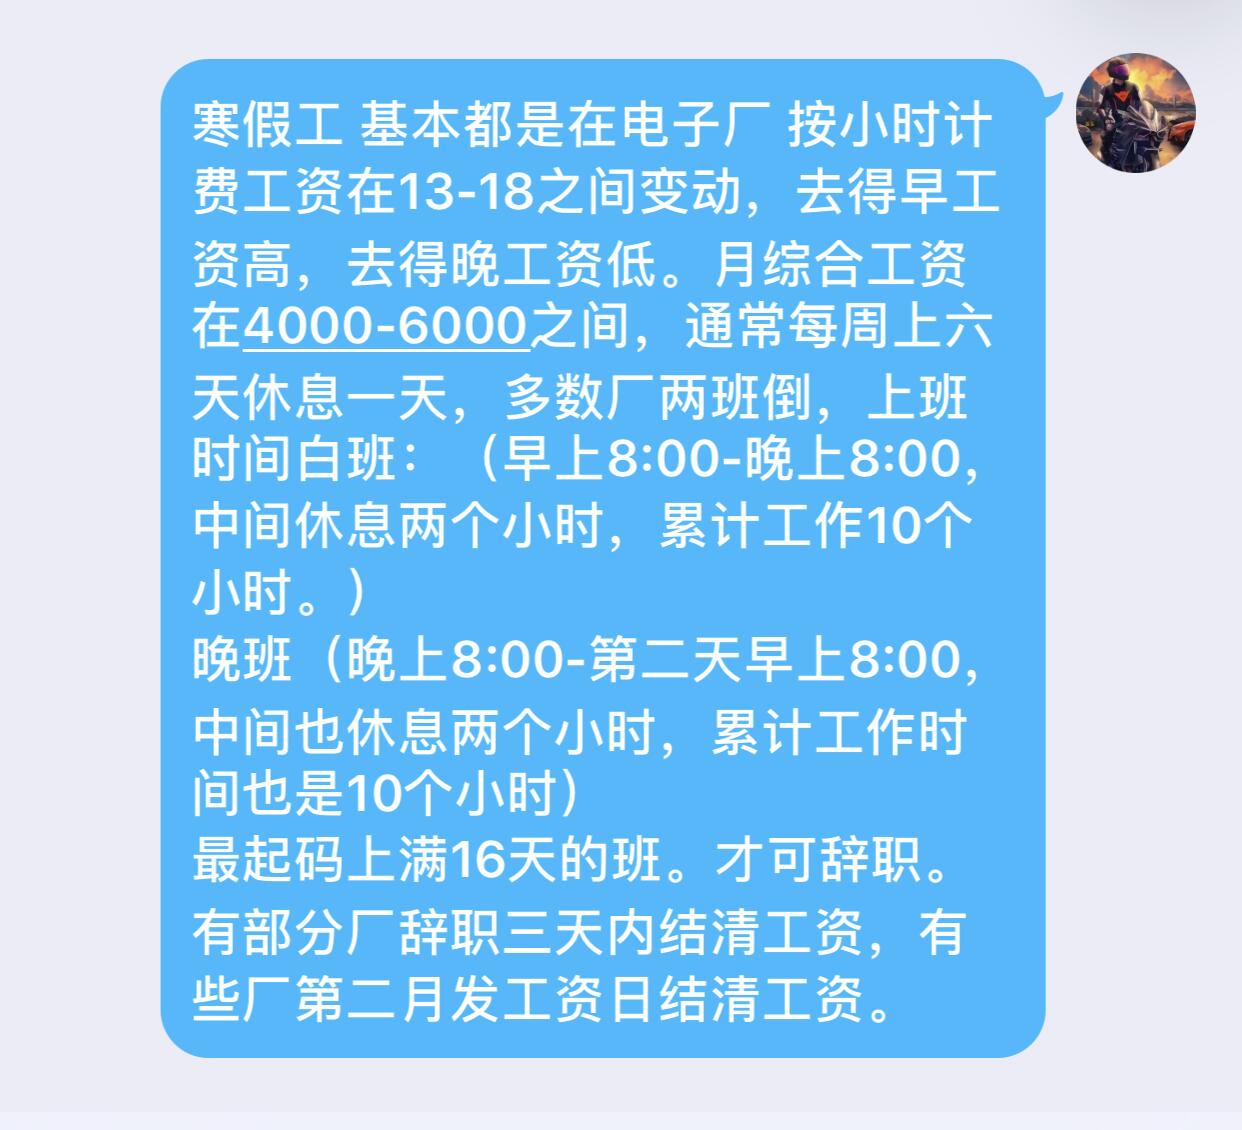 寒假工 基本都是在电子厂 按小时计
费工资在13-18之间变动，去得早工
资高，去得晚工资低。月综合工资
在4000-6000之间，通常每周上六
天休息一天，多数厂两班倒，上班
时间白班：（早上8:00-晚上8:00，
中间休息两个小时，累计工作10个
小时。）
晚班（晚上8:00-第二天早上8:00，
中间也休息两个小时，累计工作时
间也是10个小时）
最起码上满16天的班。才可辞职。
有部分厂辞职三天内结清工资，有
些厂第二月发工资日结清工资。